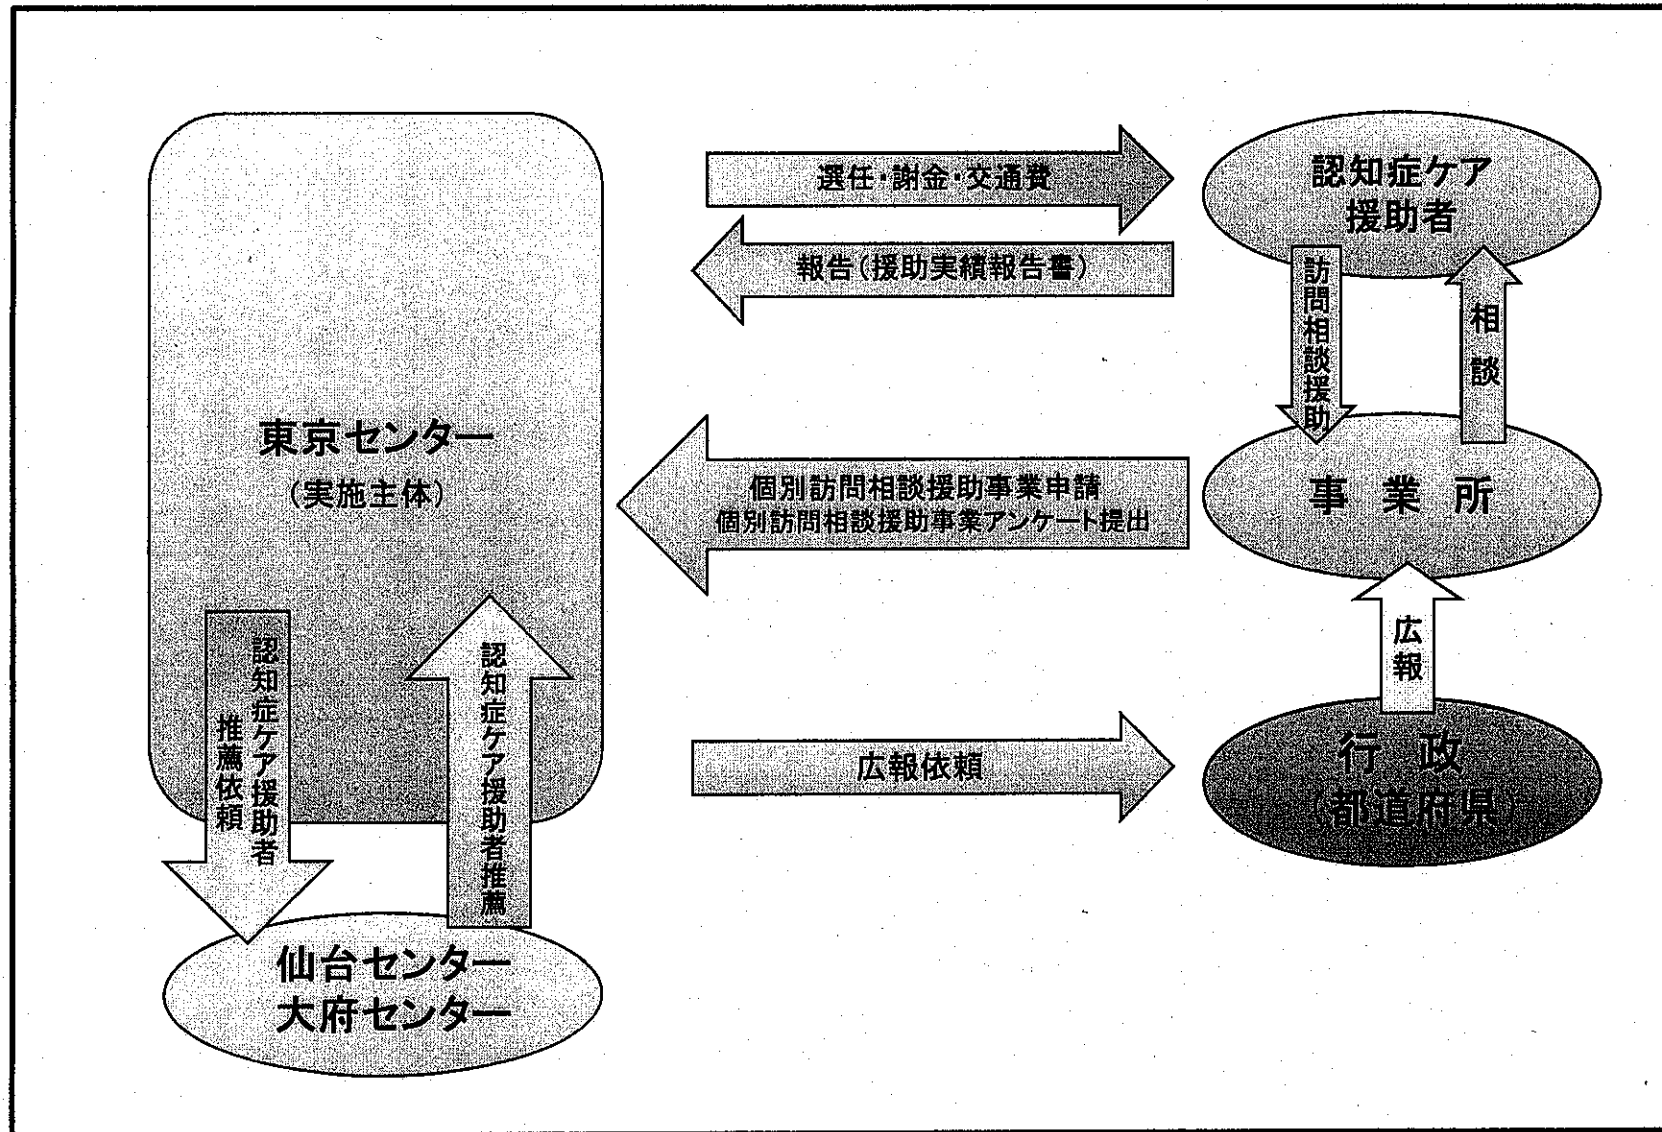 選任・謝金・交通費
認知症ケア
援助者
報告(援助実績報告書)
訪問相談援助
相談
東京センター
(実施主体)
個別訪問相談援助事業申請
個別訪問相談援助事業アンケート提出
事業所
広報
認知症ケア援助者
推薦依頼
認知症ケア援助者推薦
広報依頼
行政
(都道府県)
仙台センター
大府センター